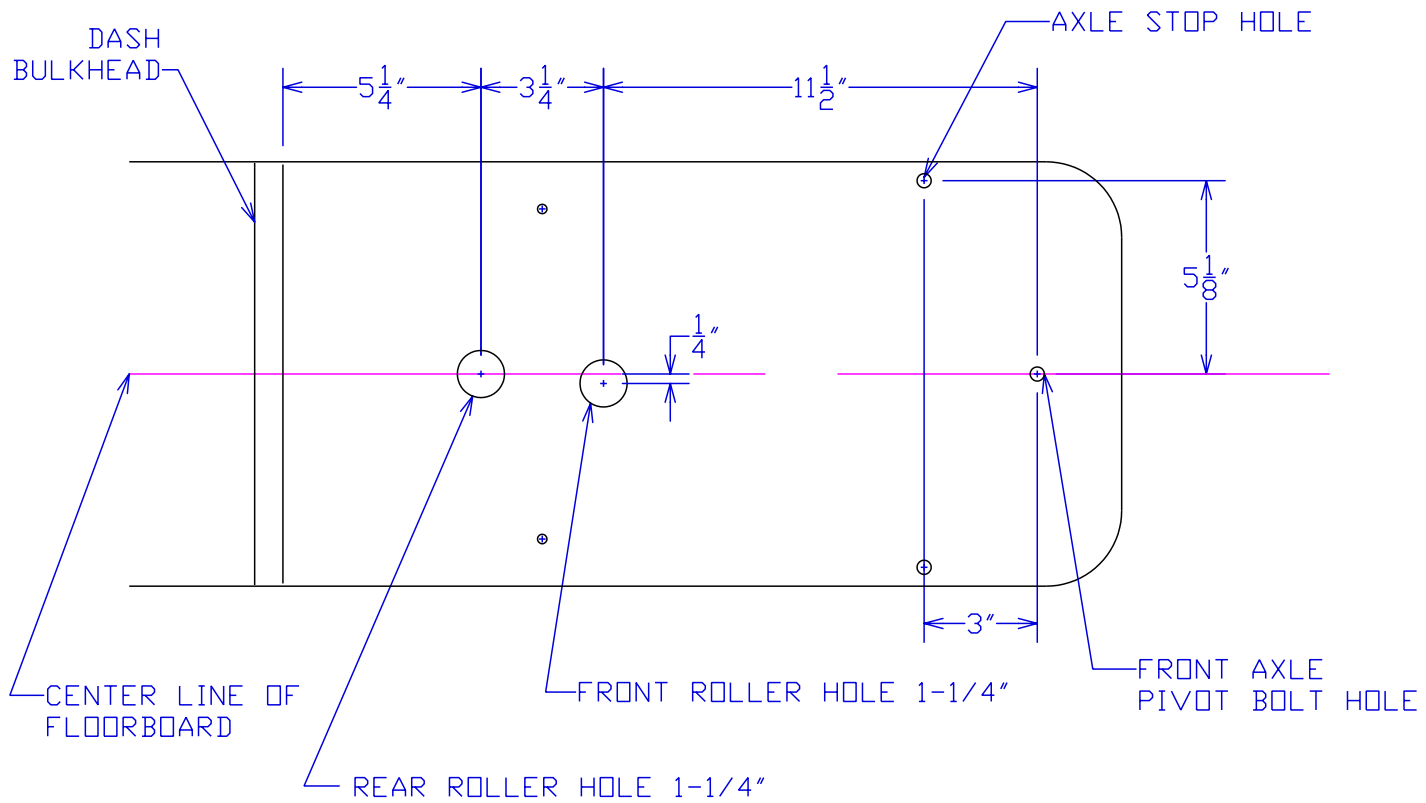 AXLE STOP HOLE
DASH
BULKHEAD
5 1/4"
3 1/4"
11 1/2"
5 1/8"
1/4"
3"
FRONT AXLE
PIVOT BOLT HOLE
CENTER LINE OF
FLOORBOARD
FRONT ROLLER HOLE 1-1/4"
REAR ROLLER HOLE 1-1/4"